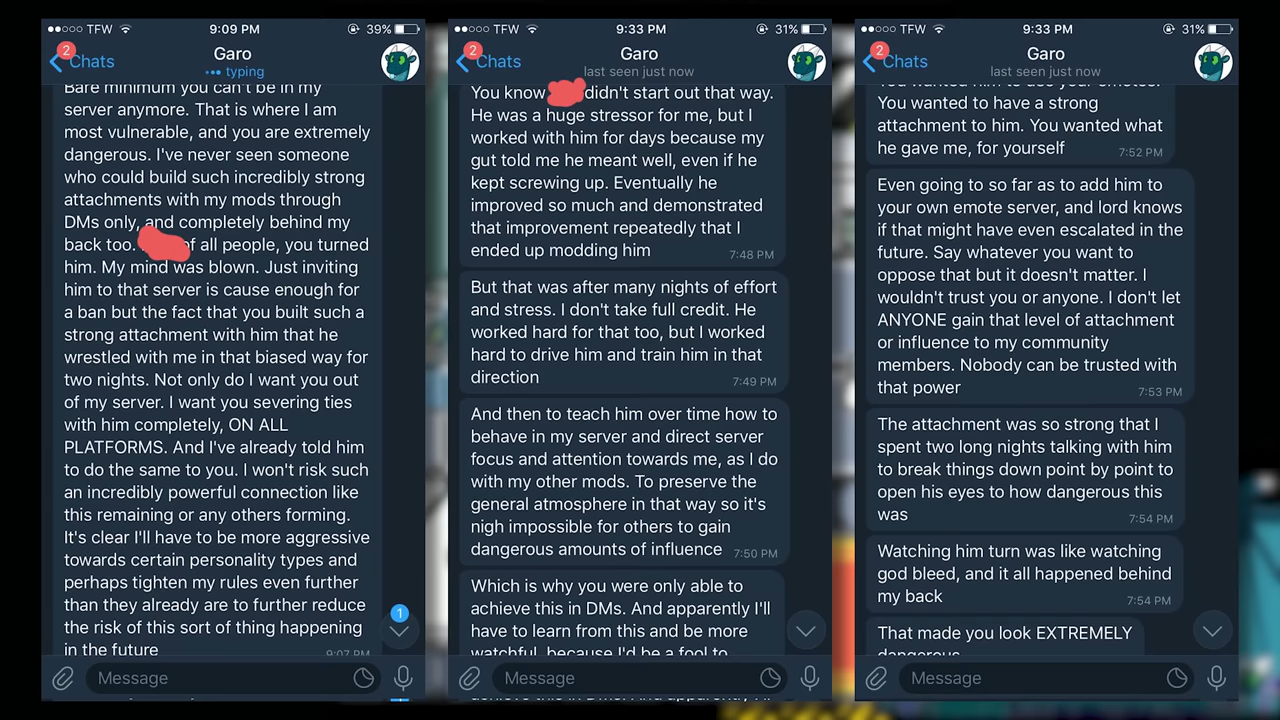 TFW
9:09 PM
39%
2
Chats
Garo
typing
Bare minimum you can't be in my
server anymore. That is where I am
most vulnerable, and you are extremely
dangerous. I've never seen someone
who could build such incredibly strong
attachments with my mods through
DMs only, and completely behind my
back too. of all people, you turned
him. My mind was blown. Just inviting
him to that server is cause enough for
a ban but the fact that you built such a
strong attachment with him that he
wrestled with me in that biased way for
two nights. Not only do I want you out
of my server. I want you severing ties
with him completely, ON ALL
PLATFORMS. And I've already told him
to do the same to you. I won't risk such
an incredibly powerful connection like
this remaining or any others forming.
It's clear I'll have to be more aggressive
towards certain personality types and
perhaps tighten my rules even further
than they already are to further reduce
the risk of this sort of thing happening
in the future
9:07 PM
1
Message
TFW
9:33 PM
31%
2
Chats
Garo
last seen just now
You know didn't start out that way.
He was a huge stressor for me, but I
worked with him for days because my
gut told me he meant well, even if he
kept screwing up. Eventually he
improved so much and demonstrated
that improvement repeatedly that I
ended up modding him
7:48 PM
But that was after many nights of effort
and stress. I don't take full credit. He
worked hard for that too, but I worked
hard to drive him and train him in that
direction
7:49 PM
And then to teach him over time how to
behave in my server and direct server
focus and attention towards me, as I do
with my other mods. To preserve the
general atmosphere in that way so it's
nigh impossible for others to gain
dangerous amounts of influence
7:50 PM
Which is why you were only able to
achieve this in DMs. And apparently I'll
have to learn from this and be more
watchful, because I'd be a fool to
Message
TFW
9:33 PM
31%
2
Chats
Garo
last seen just now
You wanted him to use your emotes.
You wanted to have a strong
attachment to him. You wanted what
he gave me, for yourself
7:52 PM
Even going to so far as to add him to
your own emote server, and lord knows
if that might have even escalated in the
future. Say whatever you want to
oppose that but it doesn't matter. I
wouldn't trust you or anyone. I don't let
ANYONE gain that level of attachment
or influence to my community
members. Nobody can be trusted with
that power
7:53 PM
The attachment was so strong that I
spent two long nights talking with him
to break things down point by point to
open his eyes to how dangerous this
was
7:54 PM
Watching him turn was like watching
god bleed, and it all happened behind
my back
7:54 PM
That made you look EXTREMELY
dangerous
Message